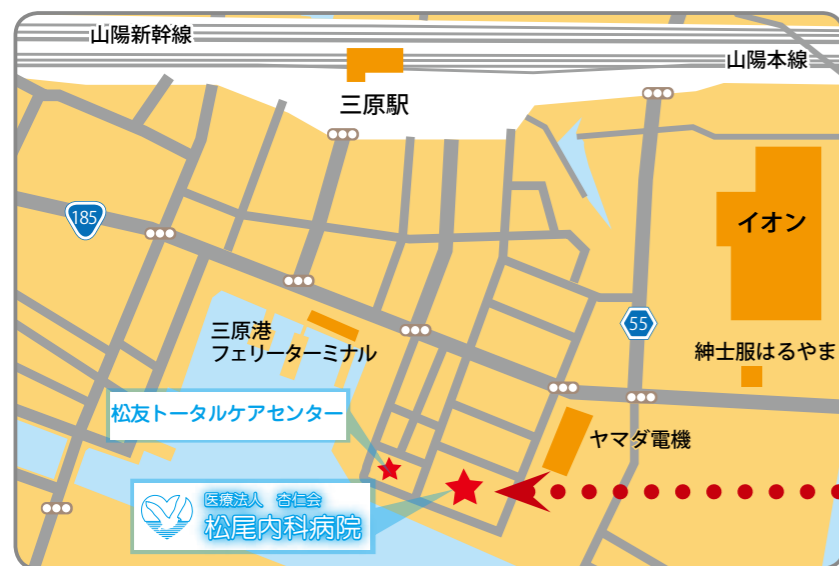 山陽新幹線
山陽本線
三原駅
185
イオン
55
三原港
フェリーターミナル
紳士服はるやま
松友トータルケアセンター
ヤマダ電機
医療法人 杏仁会
松尾内科病院